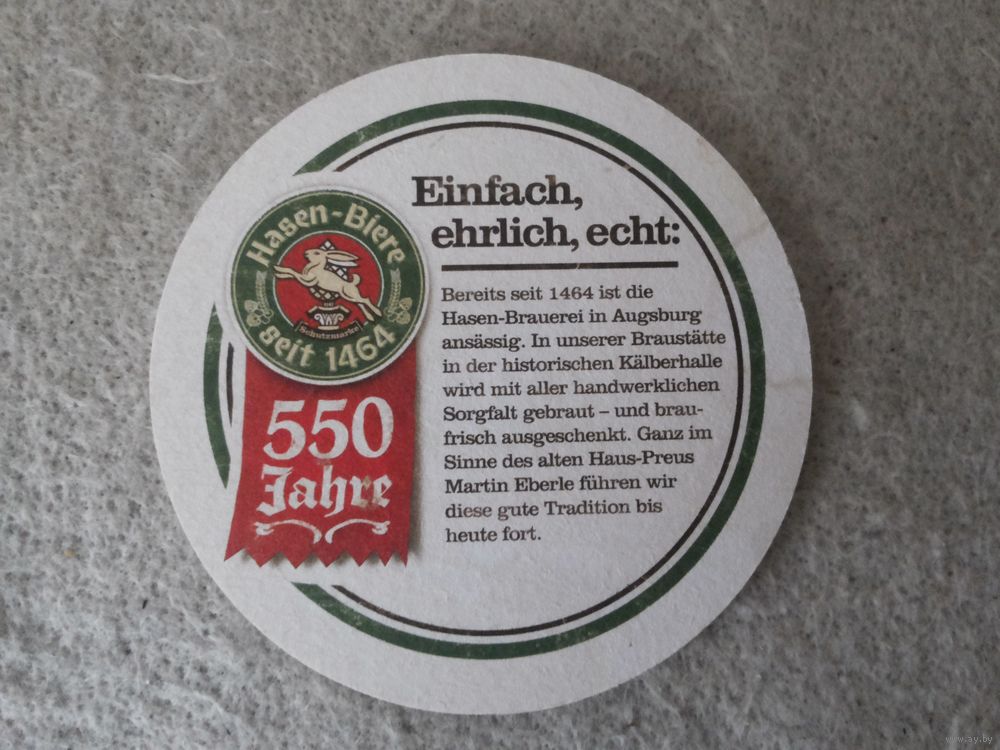 Hasen-Biere
Schutzmarke
seit 1464
550
Jahre
Einfach,
ehrlich, echt:
Bereits seit 1464 ist die
Hasen-Brauerei in Augsburg
ansässig. In unserer Braustätte
in der historischen Kälberhalle
wird mit aller handwerklichen
Sorgfalt gebraut – und brau-
frisch ausgeschenkt. Ganz im
Sinne des alten Haus-Preus
Martin Eberle führen wir
diese gute Tradition bis
heute fort.
www.ay.by